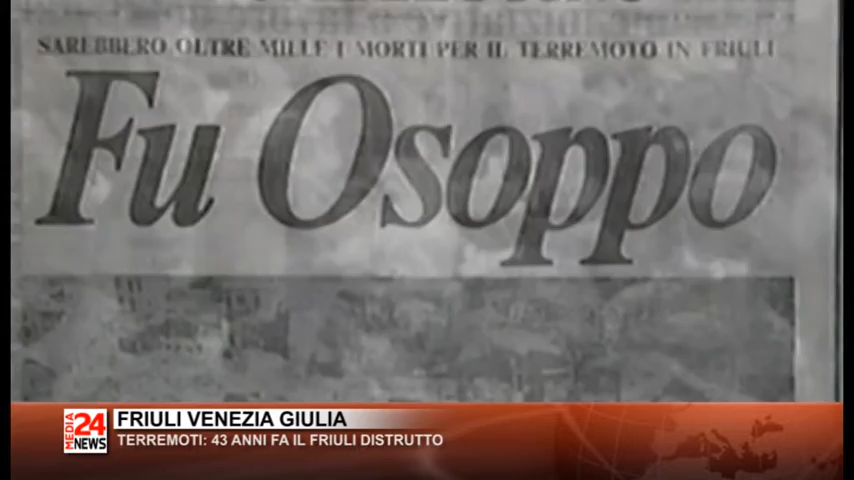 SAREBBERO OLTRE MILLE I MORTI PER IL TERREMOTO IN FRIULI
Fu Osoppo
MEDIA 24 NEWS
FRIULI VENEZIA GIULIA
TERREMOTI: 43 ANNI FA IL FRIULI DISTRUTTO